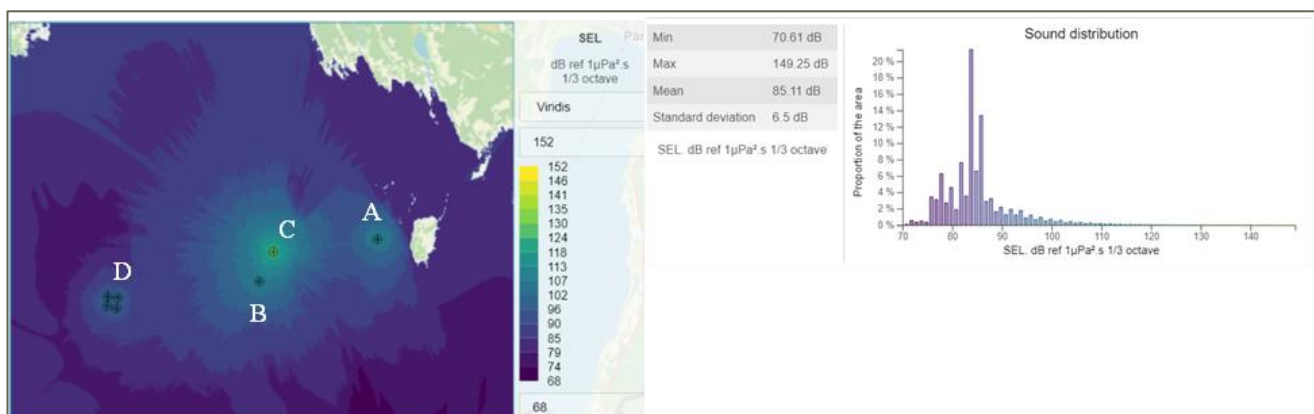 A
C
D
B
SEL
dB ref 1μPa².s
1/3 octave
Viridis
152
152
146
141
135
130
124
118
113
107
102
96
90
85
79
74
68
68
Min 70.61 dB
Max 149.25 dB
Mean 85.11 dB
Standard deviation 6.5 dB
SEL. dB ref 1μPa².s 1/3 octave
Sound distribution
Proportion of the area
20 %
18 %
16 %
14 %
12 %
10 %
8 %
6 %
4 %
2 %
0 %
70 80 90 100 110 120 130 140
SEL. dB ref 1μPa².s 1/3 octave